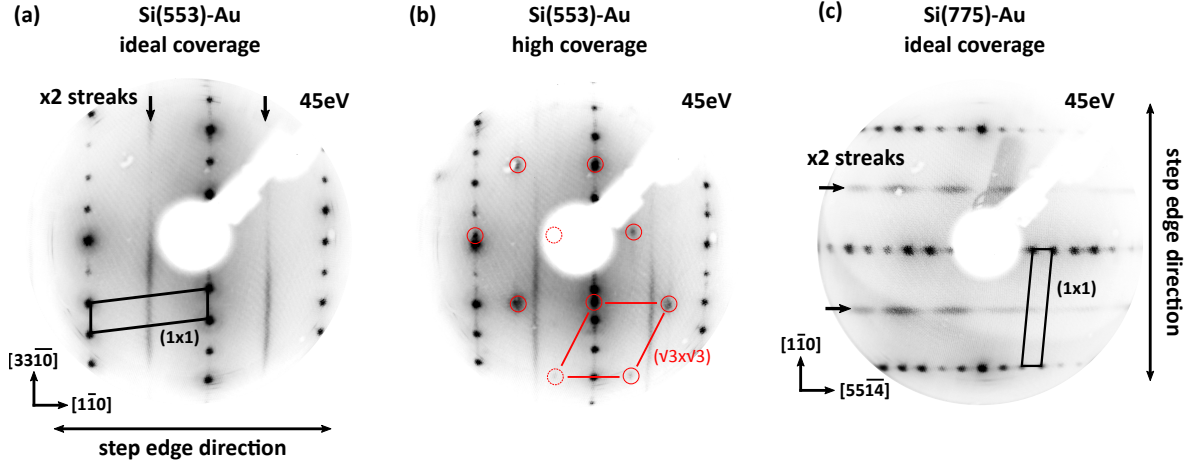 (a)
Si(553)-Au
ideal coverage
x2 streaks
45eV
(1x1)
[331̅0̅]
[11̅0]
step edge direction
(b)
Si(553)-Au
high coverage
45eV
(√3x√3)
(c)
Si(775)-Au
ideal coverage
45eV
x2 streaks
(1x1)
[11̅0]
[551̅4̅]
step edge direction